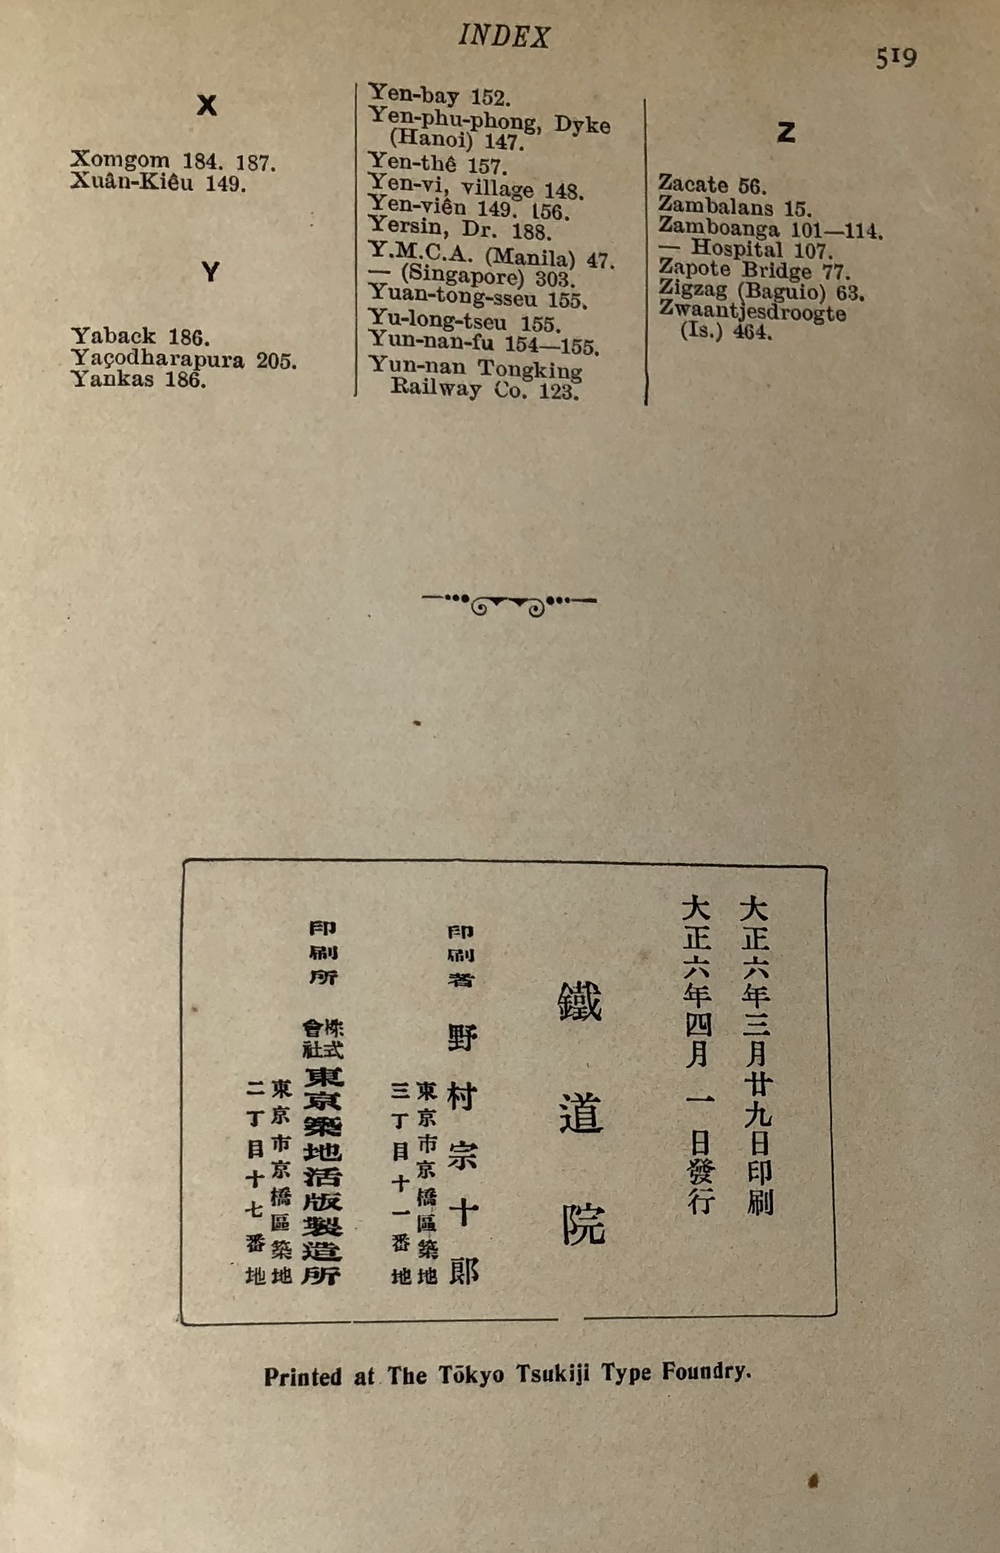 INDEX
519
X
Xomgom 184. 187.
Xuân-Kiêu 149.
Y
Yaback 186.
Yaçodharapura 205.
Yankas 186.
Yen-bay 152.
Yen-phu-phong, Dyke
(Hanoi) 147.
Yen-thê 157.
Yen-vi, village 148.
Yen-viên 149. 156.
Yersin, Dr. 188.
Y.M.C.A. (Manila) 47.
— (Singapore) 303.
Yuan-tong-sseu 155.
Yu-long-tseu 155.
Yun-nan-fu 154—155.
Yun-nan Tongking
Railway Co. 123.
Z
Zacate 56.
Zambalans 15.
Zamboanga 101—114.
— Hospital 107.
Zapote Bridge 77.
Zigzag (Baguio) 63.
Zwaantjesdroogte
(Is.) 464.
大正六年三月廿九日印刷
大正六年四月一日發行
鐵道院
印刷者 野村宗十郎
東京市京橋區築地
三丁目十一番地
印刷所 株式會社 東京築地活版製造所
東京市京橋區築地
二丁目十七番地
Printed at The Tōkyo Tsukiji Type Foundry.